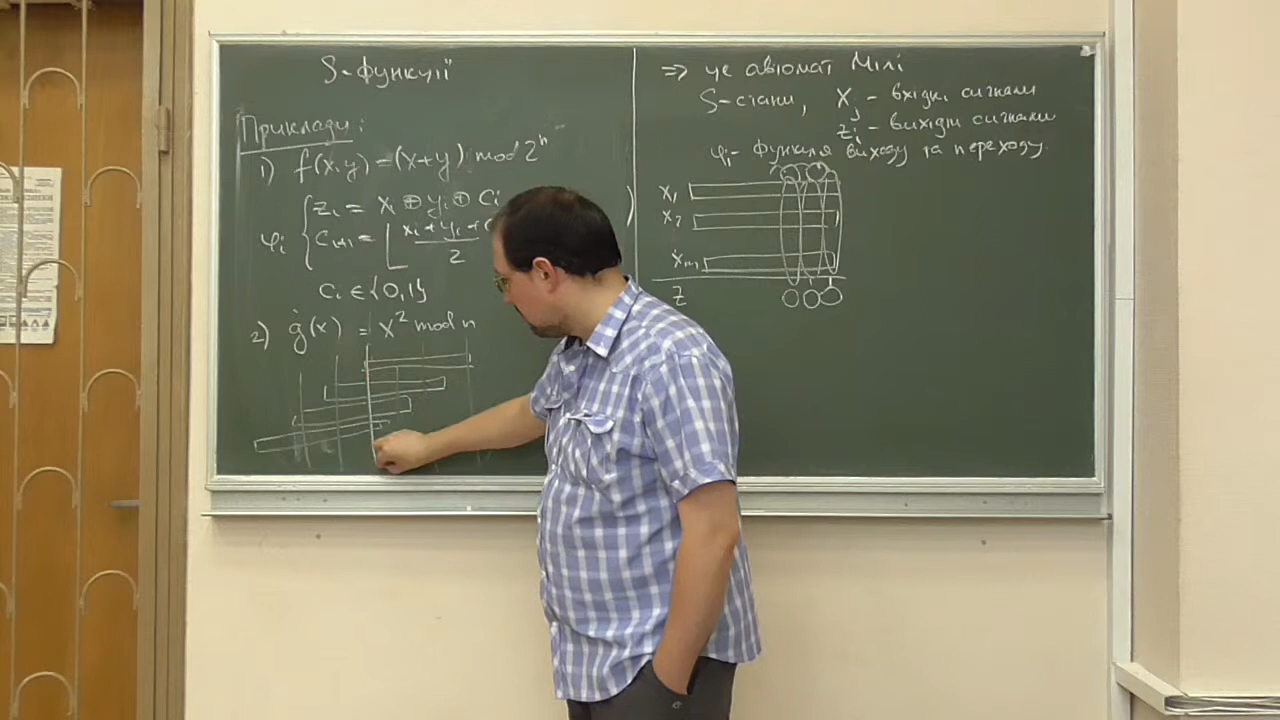 S-функції
Приклади:
1) f(x,y) = (x+y) mod 2ⁿ
φᵢ { zᵢ = xᵢ ⊕ yᵢ ⊕ cᵢ
cᵢ₊₁ = ⌊ xᵢ + yᵢ + / 2
cᵢ ∈ {0,1}
2) g(x) = x² mod n
⇒ це автомат Мілі
S-стани, xⱼ - вхідні сигнали
zᵢ - вихідні сигнали
φᵢ - функція виходу та переходу.
x₁
x₂
xₘ
z